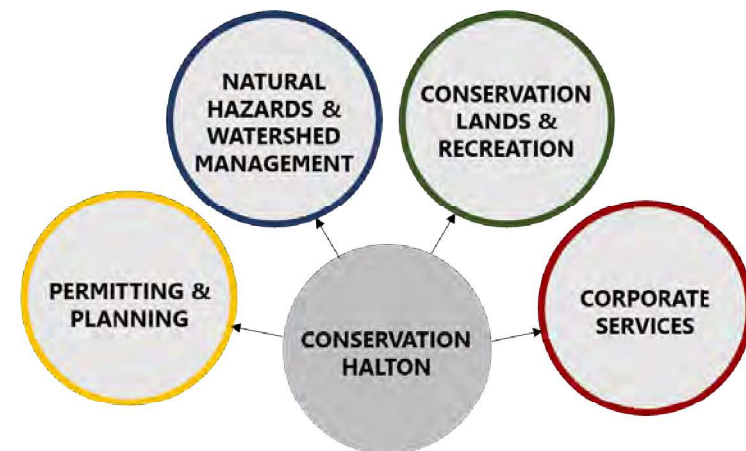 NATURAL
HAZARDS &
WATERSHED
MANAGEMENT
CONSERVATION
LANDS &
RECREATION
PERMITTING &
PLANNING
CONSERVATION
HALTON
CORPORATE
SERVICES